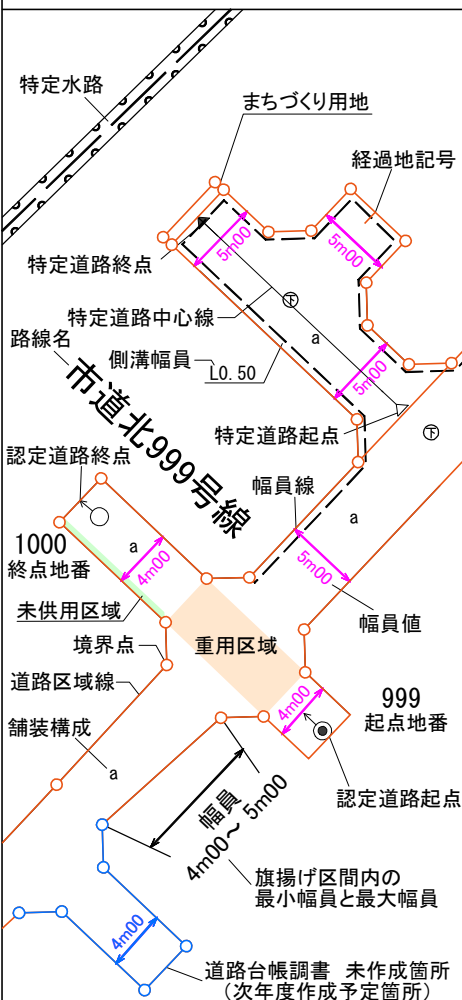 特定水路
まちづくり用地
経過地記号
5m00
5m00
特定道路終点
下
特定道路中心線
a
路線名
側溝幅員
L0.50
5m00
市道北999号線
特定道路起点
下
認定道路終点
幅員線
a
a
1000
終点地番
4m00
5m00
未供用区域
幅員値
境界点
重用区域
道路区域線
999
起点地番
4m00
舗装構成
a
認定道路起点
幅員
4m00～5m00
旗揚げ区間内の
最小幅員と最大幅員
4m00
道路台帳調書 未作成箇所
(次年度作成予定箇所)